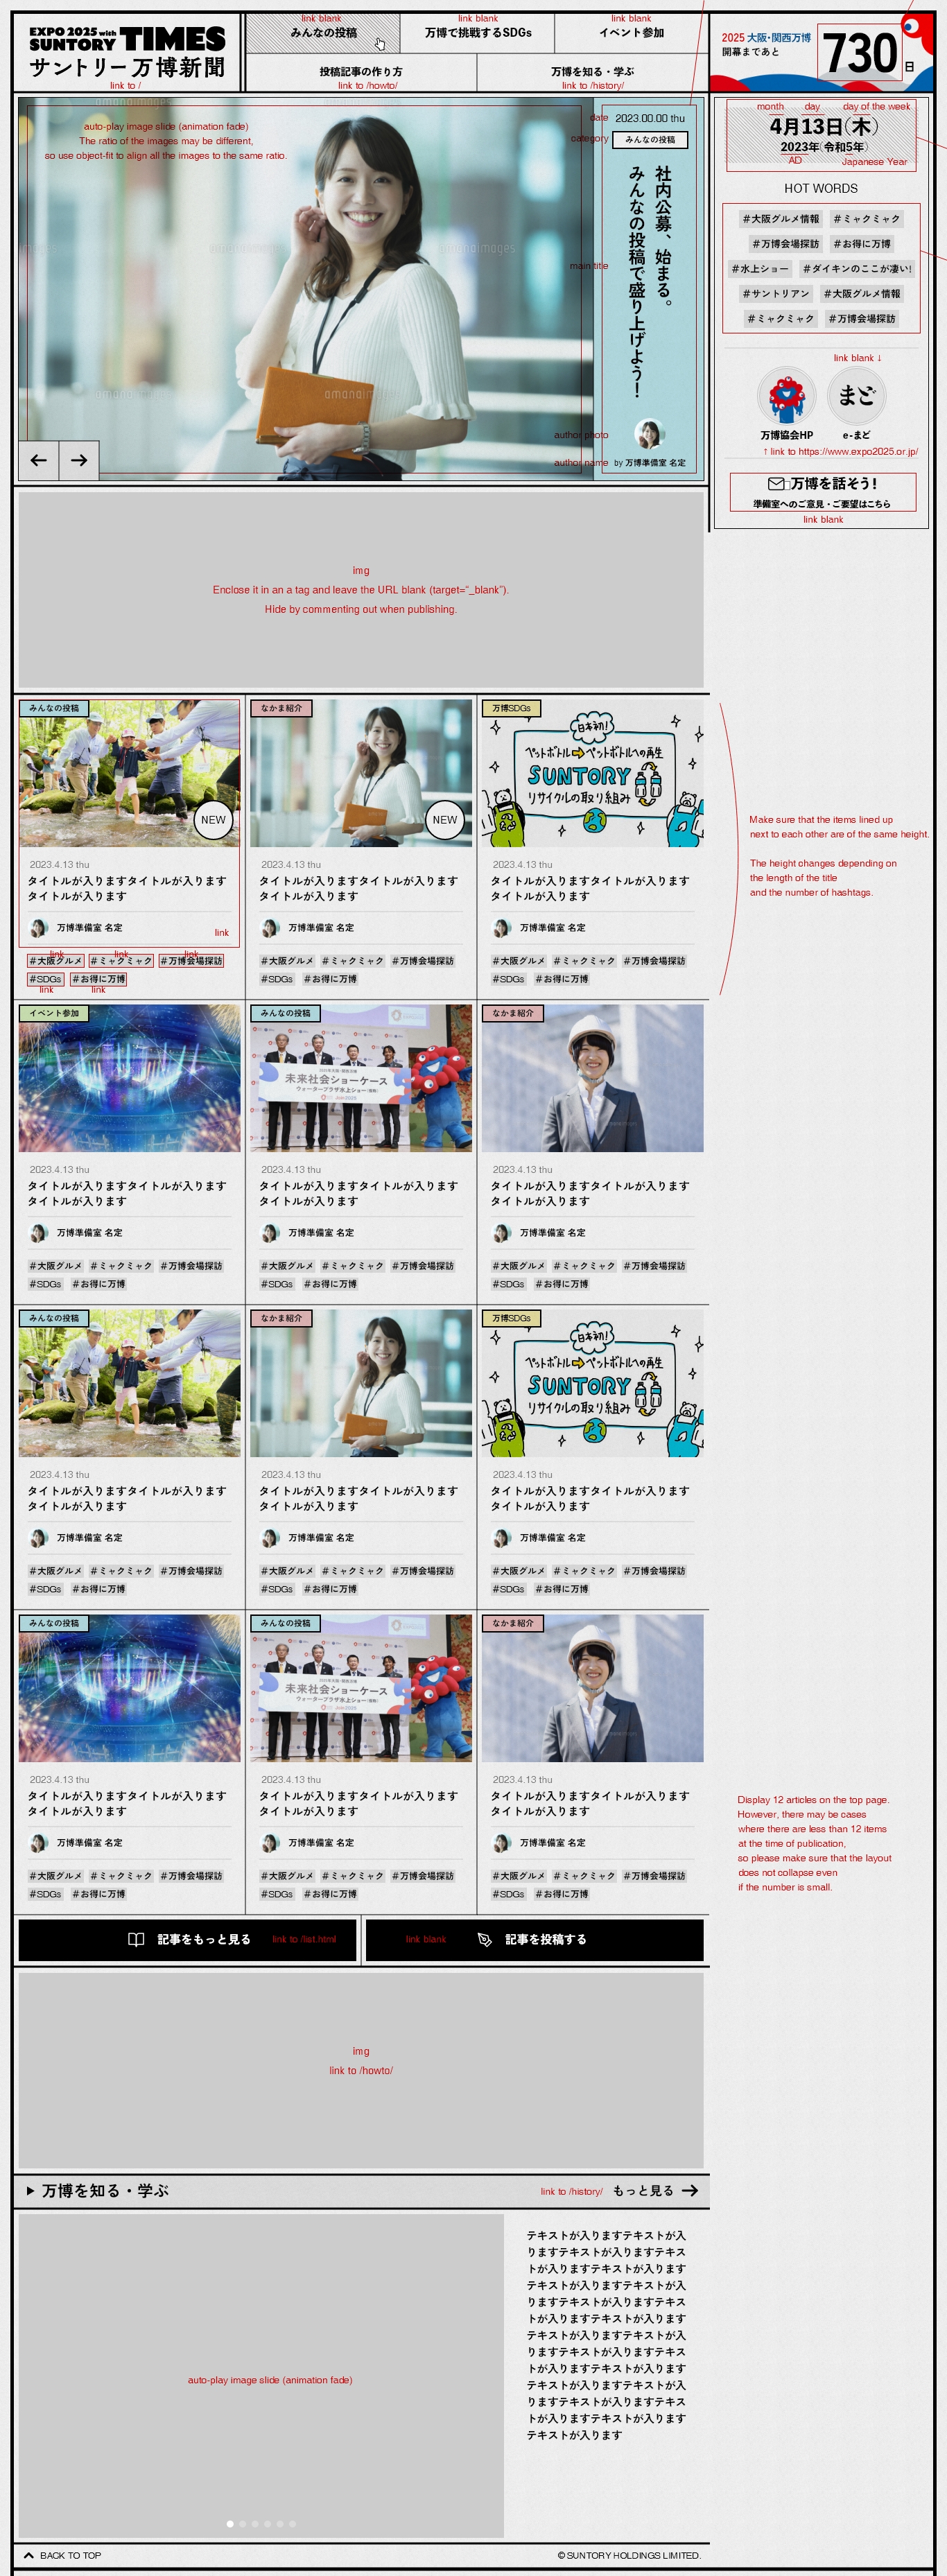 EXPO 2025 with
SUNTORY TIMES
サントリー万博新聞
link to /
link blank
みんなの投稿
link blank
万博で挑戦するSDGs
link blank
イベント参加
投稿記事の作り方
link to /howto/
万博を知る・学ぶ
link to /history/
2025 大阪・関西万博
開幕まであと
730
日
auto-play image slide (animation fade)
The ratio of the images may be different,
so use object-fit to align all the images to the same ratio.
amanaimages
date
2023.00.00 thu
category
みんなの投稿
main title
社内公募、始まる。
みんなの投稿で盛り上げよう！
author photo
author name
by 万博準備室 名定
month
day
day of the week
4月13日(木)
2023年(令和5年)
AD
Japanese Year
HOT WORDS
#大阪グルメ情報 #ミャクミャク
#万博会場探訪 #お得に万博
#水上ショー #ダイキンのここが凄い!
#サントリアン #大阪グルメ情報
#ミャクミャク #万博会場探訪
link blank ↓
まど
万博協会HP
e-まど
↑ link to https://www.expo2025.or.jp/
万博を話そう!
準備室へのご意見・ご要望はこちら
link blank
img
Enclose it in an a tag and leave the URL blank (target="_blank").
Hide by commenting out when publishing.
みんなの投稿
NEW
2023.4.13 thu
タイトルが入りますタイトルが入ります
タイトルが入ります
万博準備室 名定
link
link link link
#大阪グルメ #ミャクミャク #万博会場探訪
#SDGs #お得に万博
link link
なかま紹介
NEW
2023.4.13 thu
タイトルが入りますタイトルが入ります
タイトルが入ります
万博準備室 名定
#大阪グルメ #ミャクミャク #万博会場探訪
#SDGs #お得に万博
万博SDGs
日本初!
ペットボトル⇒ペットボトルへの再生
SUNTORY
リサイクルの取り組み
2023.4.13 thu
タイトルが入りますタイトルが入ります
タイトルが入ります
万博準備室 名定
#大阪グルメ #ミャクミャク #万博会場探訪
#SDGs #お得に万博
Make sure that the items lined up
next to each other are of the same height.
The height changes depending on
the length of the title
and the number of hashtags.
イベント参加
2023.4.13 thu
タイトルが入りますタイトルが入ります
タイトルが入ります
万博準備室 名定
#大阪グルメ #ミャクミャク #万博会場探訪
#SDGs #お得に万博
みんなの投稿
未来社会ショーケース
ウォータープラザ水上ショー
2023.4.13 thu
タイトルが入りますタイトルが入ります
タイトルが入ります
万博準備室 名定
#大阪グルメ #ミャクミャク #万博会場探訪
#SDGs #お得に万博
なかま紹介
2023.4.13 thu
タイトルが入りますタイトルが入ります
タイトルが入ります
万博準備室 名定
#大阪グルメ #ミャクミャク #万博会場探訪
#SDGs #お得に万博
みんなの投稿
2023.4.13 thu
タイトルが入りますタイトルが入ります
タイトルが入ります
万博準備室 名定
#大阪グルメ #ミャクミャク #万博会場探訪
#SDGs #お得に万博
なかま紹介
2023.4.13 thu
タイトルが入りますタイトルが入ります
タイトルが入ります
万博準備室 名定
#大阪グルメ #ミャクミャク #万博会場探訪
#SDGs #お得に万博
万博SDGs
日本初!
ペットボトル⇒ペットボトルへの再生
SUNTORY
リサイクルの取り組み
2023.4.13 thu
タイトルが入りますタイトルが入ります
タイトルが入ります
万博準備室 名定
#大阪グルメ #ミャクミャク #万博会場探訪
#SDGs #お得に万博
みんなの投稿
2023.4.13 thu
タイトルが入りますタイトルが入ります
タイトルが入ります
万博準備室 名定
#大阪グルメ #ミャクミャク #万博会場探訪
#SDGs #お得に万博
みんなの投稿
未来社会ショーケース
ウォータープラザ水上ショー
2023.4.13 thu
タイトルが入りますタイトルが入ります
タイトルが入ります
万博準備室 名定
#大阪グルメ #ミャクミャク #万博会場探訪
#SDGs #お得に万博
なかま紹介
2023.4.13 thu
タイトルが入りますタイトルが入ります
タイトルが入ります
万博準備室 名定
#大阪グルメ #ミャクミャク #万博会場探訪
#SDGs #お得に万博
Display 12 articles on the top page.
However, there may be cases
where there are less than 12 items
at the time of publication,
so please make sure that the layout
does not collapse even
if the number is small.
記事をもっと見る link to /list.html
link blank 記事を投稿する
img
link to /howto/
万博を知る・学ぶ
link to /history/ もっと見る
auto-play image slide (animation fade)
テキストが入りますテキストが入
りますテキストが入りますテキス
トが入りますテキストが入ります
テキストが入りますテキストが入
りますテキストが入りますテキス
トが入りますテキストが入ります
テキストが入りますテキストが入
りますテキストが入りますテキス
トが入りますテキストが入ります
テキストが入りますテキストが入
りますテキストが入りますテキス
トが入りますテキストが入ります
テキストが入ります
BACK TO TOP
© SUNTORY HOLDINGS LIMITED.